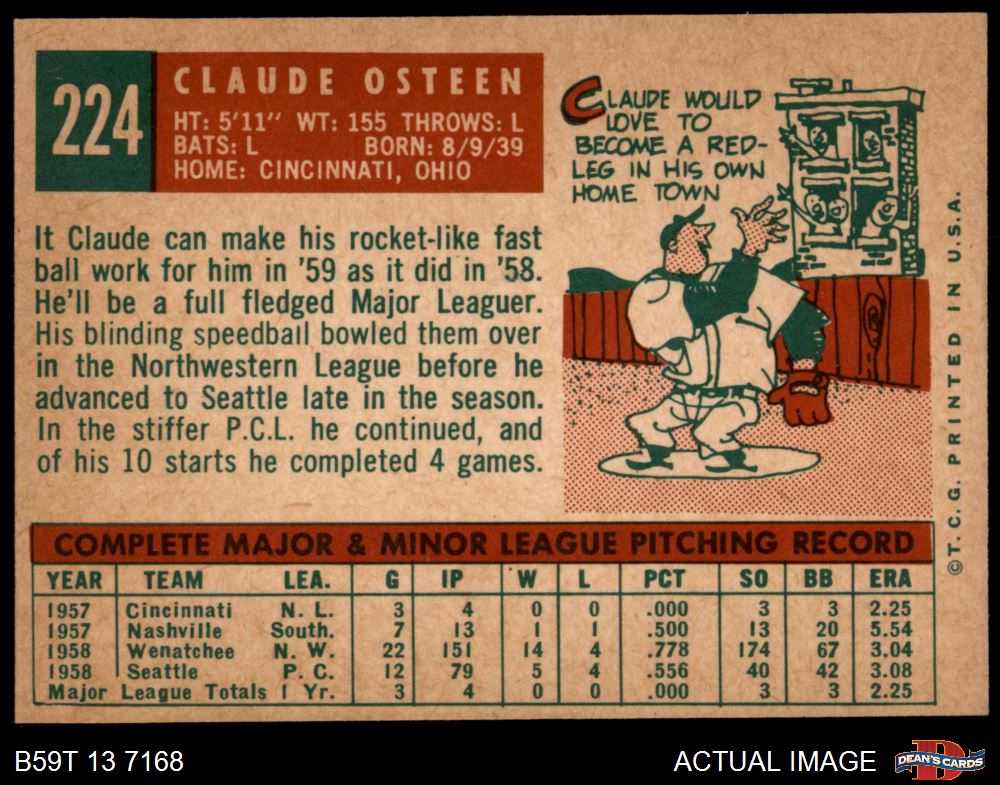 224
CLAUDE OSTEEN
HT: 5'11" WT: 155 THROWS: L
BATS: L BORN: 8/9/39
HOME: CINCINNATI, OHIO
CLAUDE WOULD
LOVE TO
BECOME A RED-
LEG IN HIS OWN
HOME TOWN
It Claude can make his rocket-like fast
ball work for him in '59 as it did in '58.
He'll be a full fledged Major Leaguer.
His blinding speedball bowled them over
in the Northwestern League before he
advanced to Seattle late in the season.
In the stiffer P.C.L. he continued, and
of his 10 starts he completed 4 games.
©T. C. G. PRINTED IN U.S.A.
COMPLETE MAJOR & MINOR LEAGUE PITCHING RECORD
YEAR TEAM LEA. G IP W L PCT SO BB ERA
1957 Cincinnati N. L. 3 4 0 0 .000 3 3 2.25
1957 Nashville South. 7 13 1 1 .500 13 20 5.54
1958 Wenatchee N. W. 22 151 14 4 .778 174 67 3.04
1958 Seattle P. C. 12 79 5 4 .556 40 42 3.08
Major League Totals 1 Yr. 3 4 0 0 .000 3 3 2.25
B59T 13 7168
ACTUAL IMAGE
D
DEAN'S CARDS